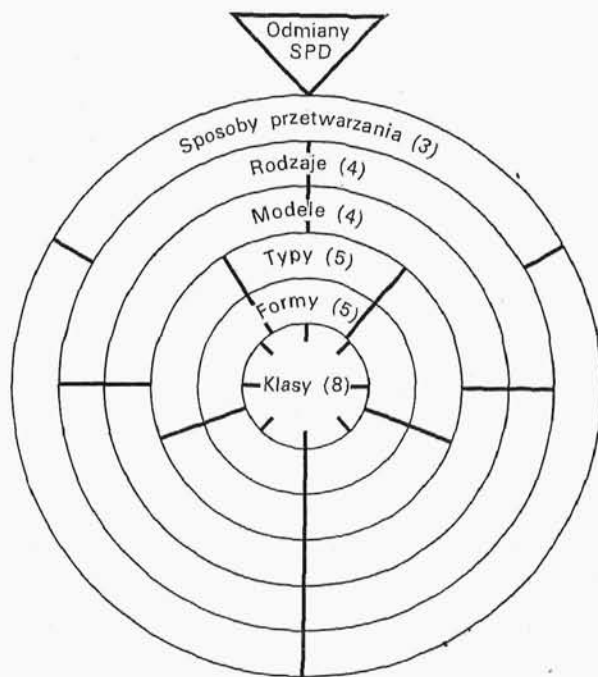 Odmiany
SPD
Sposoby przetwarzania (3)
Rodzaje (4)
Modele (4)
Typy (5)
Formy (5)
Klasy (8)